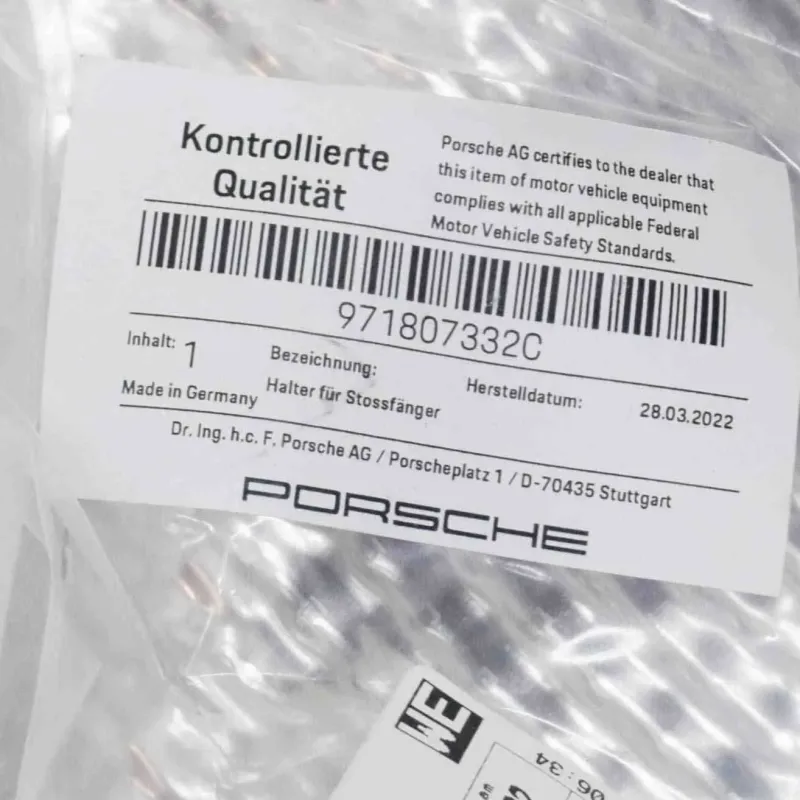 Kontrollierte
Qualität
Porsche AG certifies to the dealer that
this item of motor vehicle equipment
complies with all applicable Federal
Motor Vehicle Safety Standards.
971807332C
Inhalt: 1
Bezeichnung:
Herstelldatum: 28.03.2022
Made in Germany
Halter für Stossfänger
Dr. Ing. h.c. F. Porsche AG / Porscheplatz 1 / D-70435 Stuttgart
PORSCHE
06:34